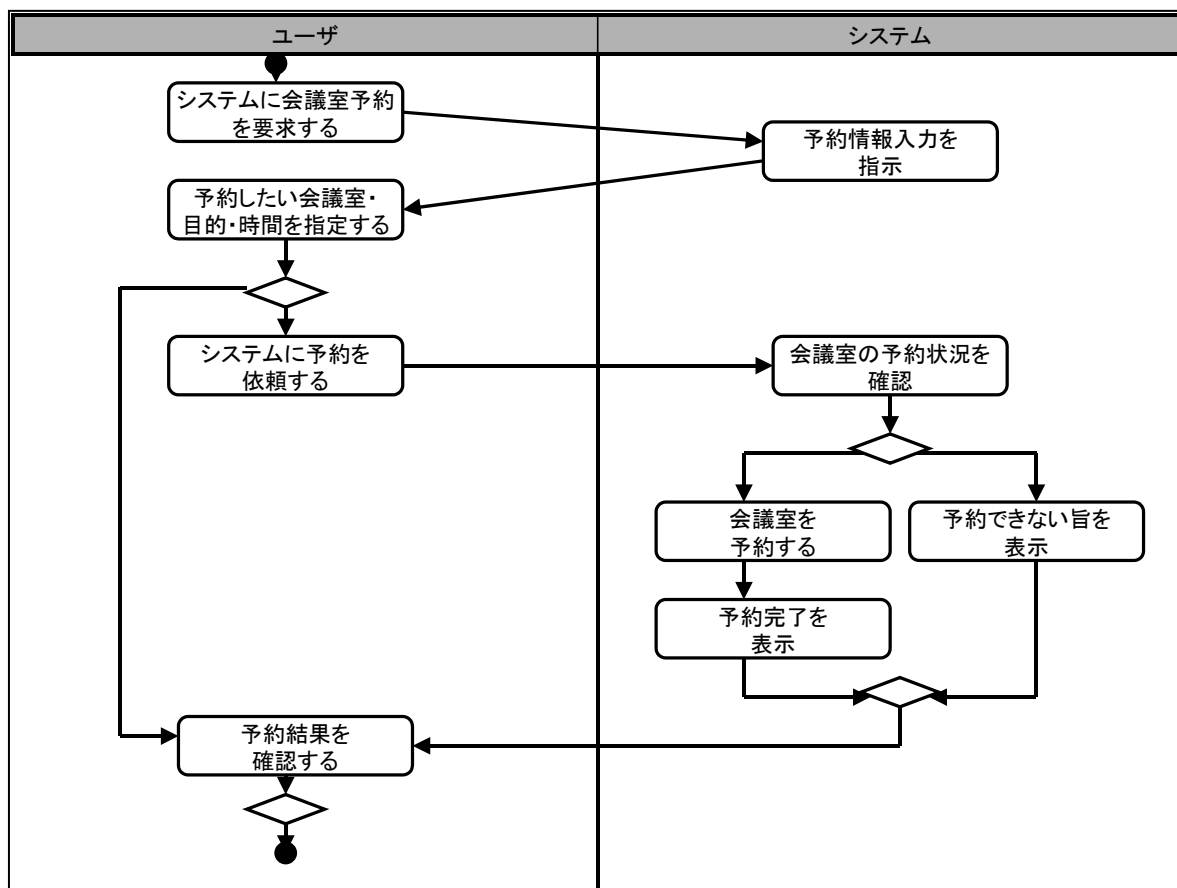 ユーザ
システム
システムに会議室予約
を要求する
予約情報入力を
指示
予約したい会議室・
目的・時間を指定する
システムに予約を
依頼する
会議室の予約状況を
確認
会議室を
予約する
予約できない旨を
表示
予約完了を
表示
予約結果を
確認する